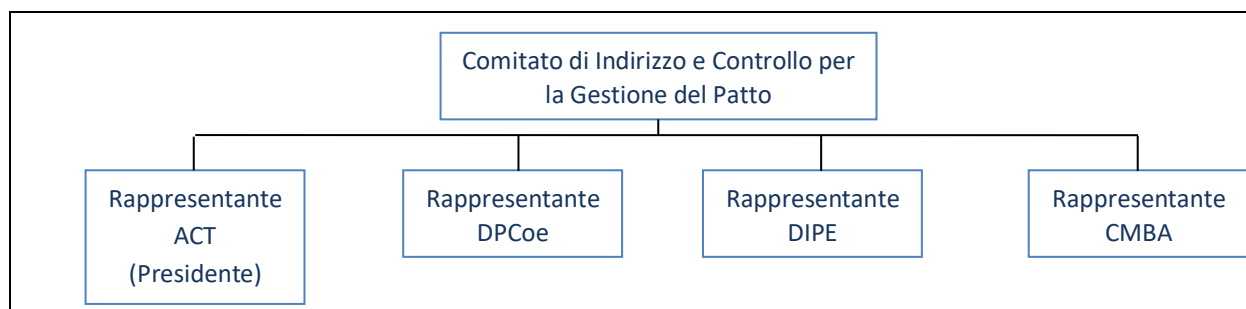 Comitato di Indirizzo e Controllo per
la Gestione del Patto
Rappresentante
ACT
(Presidente)
Rappresentante
DPCoe
Rappresentante
DIPE
Rappresentante
CMBA